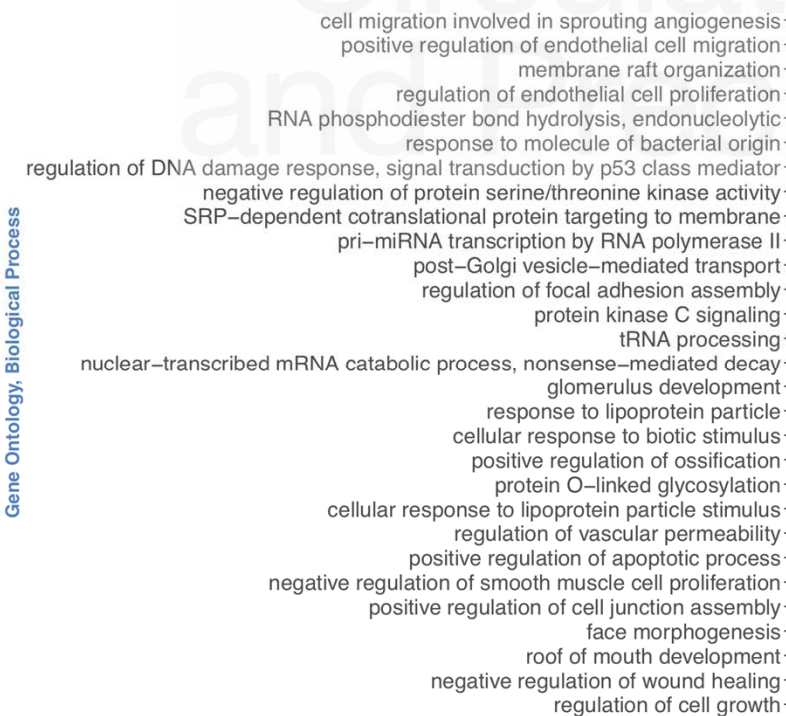 Circulat
and Prep
cell migration involved in sprouting angiogenesis
positive regulation of endothelial cell migration
membrane raft organization
regulation of endothelial cell proliferation
RNA phosphodiester bond hydrolysis, endonucleolytic
response to molecule of bacterial origin
regulation of DNA damage response, signal transduction by p53 class mediator
negative regulation of protein serine/threonine kinase activity
SRP−dependent cotranslational protein targeting to membrane
pri−miRNA transcription by RNA polymerase II
post−Golgi vesicle−mediated transport
regulation of focal adhesion assembly
protein kinase C signaling
tRNA processing
nuclear−transcribed mRNA catabolic process, nonsense−mediated decay
glomerulus development
response to lipoprotein particle
cellular response to biotic stimulus
positive regulation of ossification
protein O−linked glycosylation
cellular response to lipoprotein particle stimulus
regulation of vascular permeability
positive regulation of apoptotic process
negative regulation of smooth muscle cell proliferation
positive regulation of cell junction assembly
face morphogenesis
roof of mouth development
negative regulation of wound healing
regulation of cell growth
Gene Ontology, Biological Process